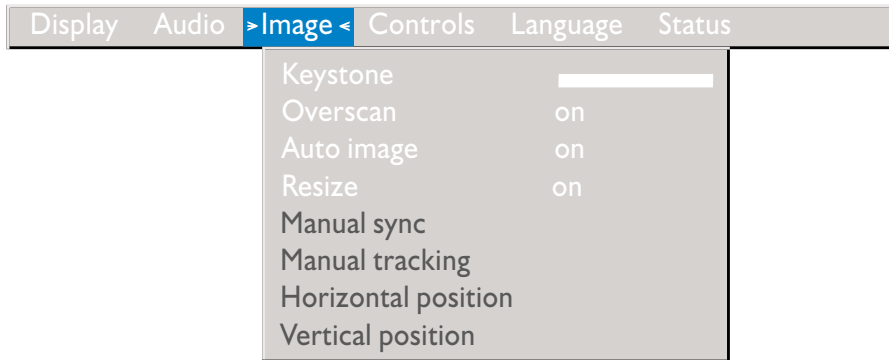 Display Audio >Image< Controls Language Status
Keystone
Overscan on
Auto image on
Resize on
Manual sync
Manual tracking
Horizontal position
Vertical position